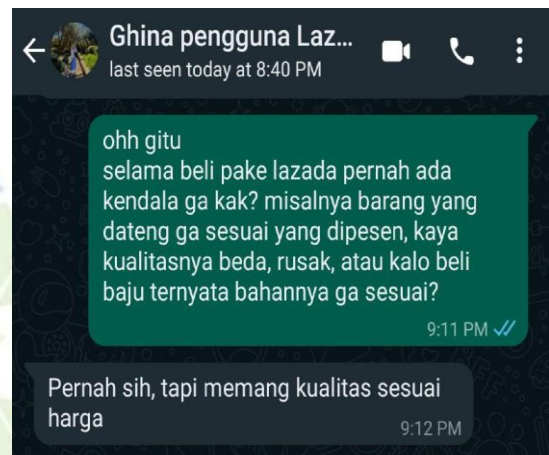 Ghina pengguna Laz...
last seen today at 8:40 PM
ohh gitu
selama beli pake lazada pernah ada
kendala ga kak? misalnya barang yang
dateng ga sesuai yang dipesen, kaya
kualitasnya beda, rusak, atau kalo beli
baju ternyata bahannya ga sesuai?
9:11 PM
Pernah sih, tapi memang kualitas sesuai
harga
9:12 PM